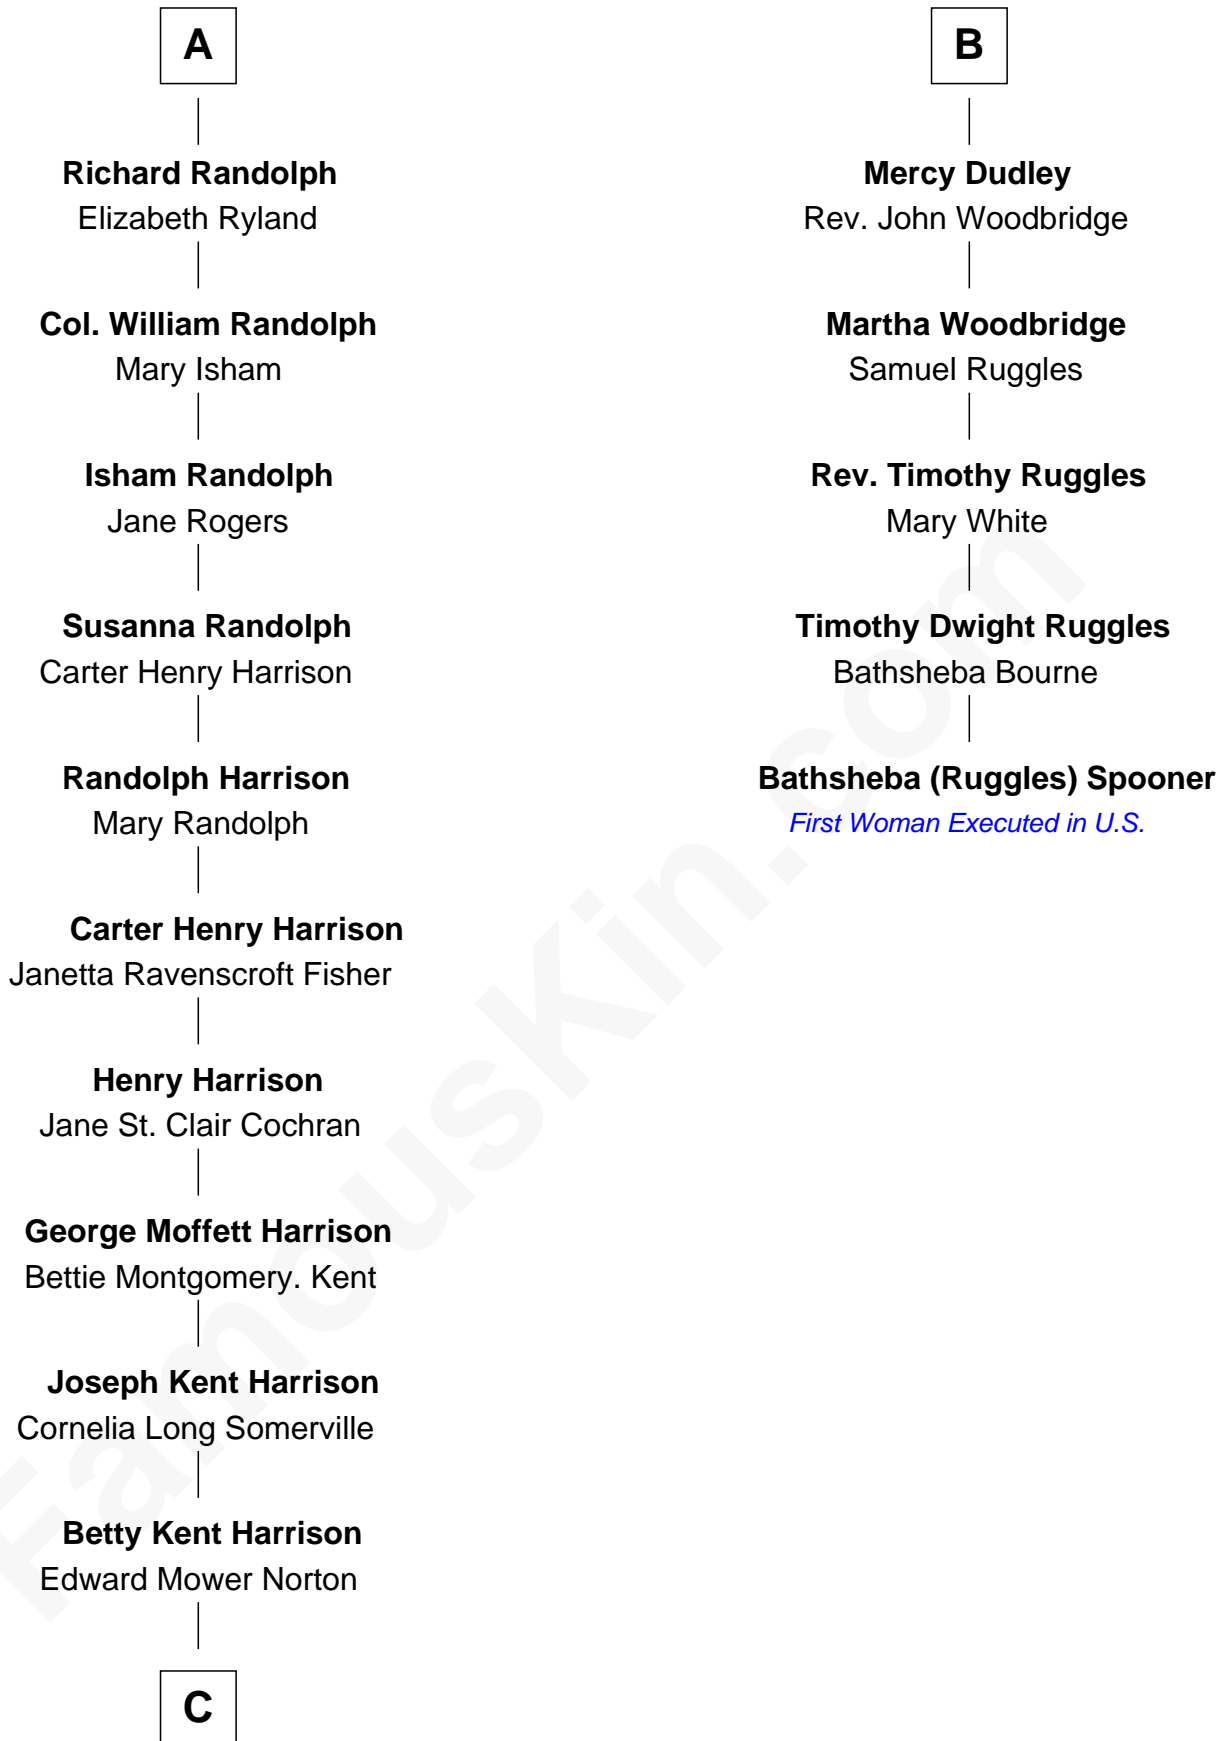 A
Richard Randolph
Elizabeth Ryland
Col. William Randolph
Mary Isham
Isham Randolph
Jane Rogers
Susanna Randolph
Carter Henry Harrison
Randolph Harrison
Mary Randolph
Carter Henry Harrison
Janetta Ravenscroft Fisher
Henry Harrison
Jane St. Clair Cochran
George Moffett Harrison
Bettie Montgomery. Kent
Joseph Kent Harrison
Cornelia Long Somerville
Betty Kent Harrison
Edward Mower Norton
C
B
Mercy Dudley
Rev. John Woodbridge
Martha Woodbridge
Samuel Ruggles
Rev. Timothy Ruggles
Mary White
Timothy Dwight Ruggles
Bathsheba Bourne
Bathsheba (Ruggles) Spooner
First Woman Executed in U.S.
FamousKin.com